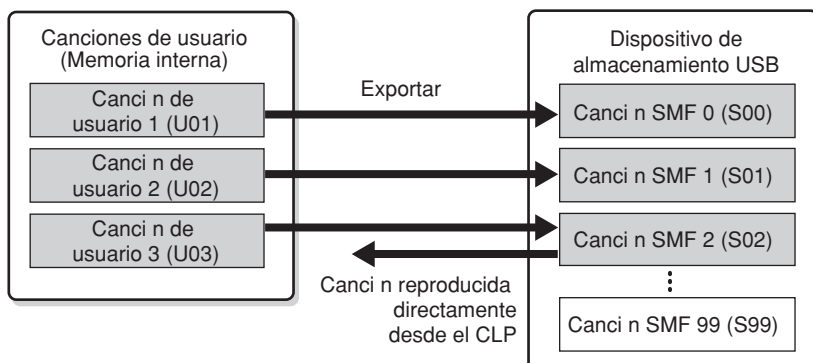 Canciones de usuario
(Memoria interna)
Canci n de
usuario 1 (U01)
Canci n de
usuario 2 (U02)
Canci n de
usuario 3 (U03)
Exportar
Canci n reproducida
directamente
desde el CLP
Dispositivo de
almacenamiento USB
Canci n SMF 0 (S00)
Canci n SMF 1 (S01)
Canci n SMF 2 (S02)
Canci n SMF 99 (S99)